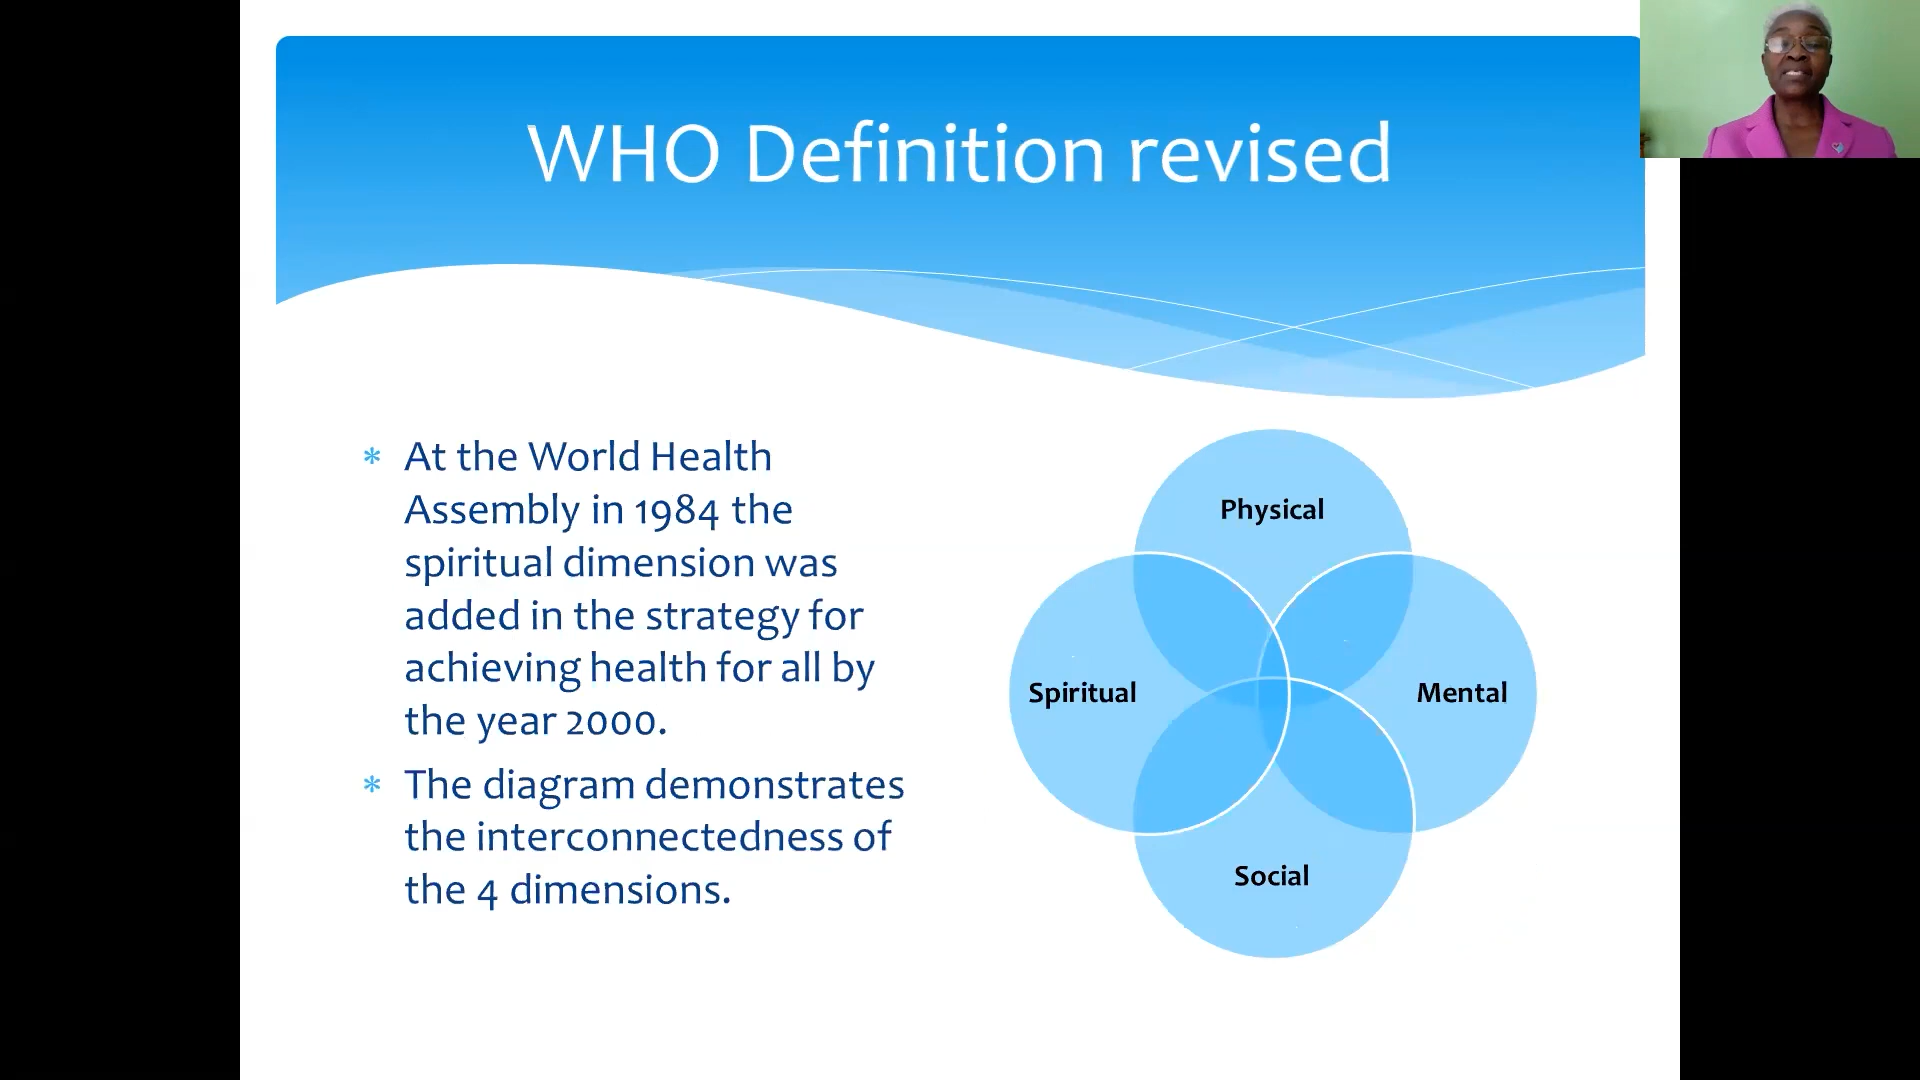 WHO Definition revised
* At the World Health
Assembly in 1984 the
spiritual dimension was
added in the strategy for
achieving health for all by
the year 2000.
* The diagram demonstrates
the interconnectedness of
the 4 dimensions.
Physical
Spiritual
Mental
Social